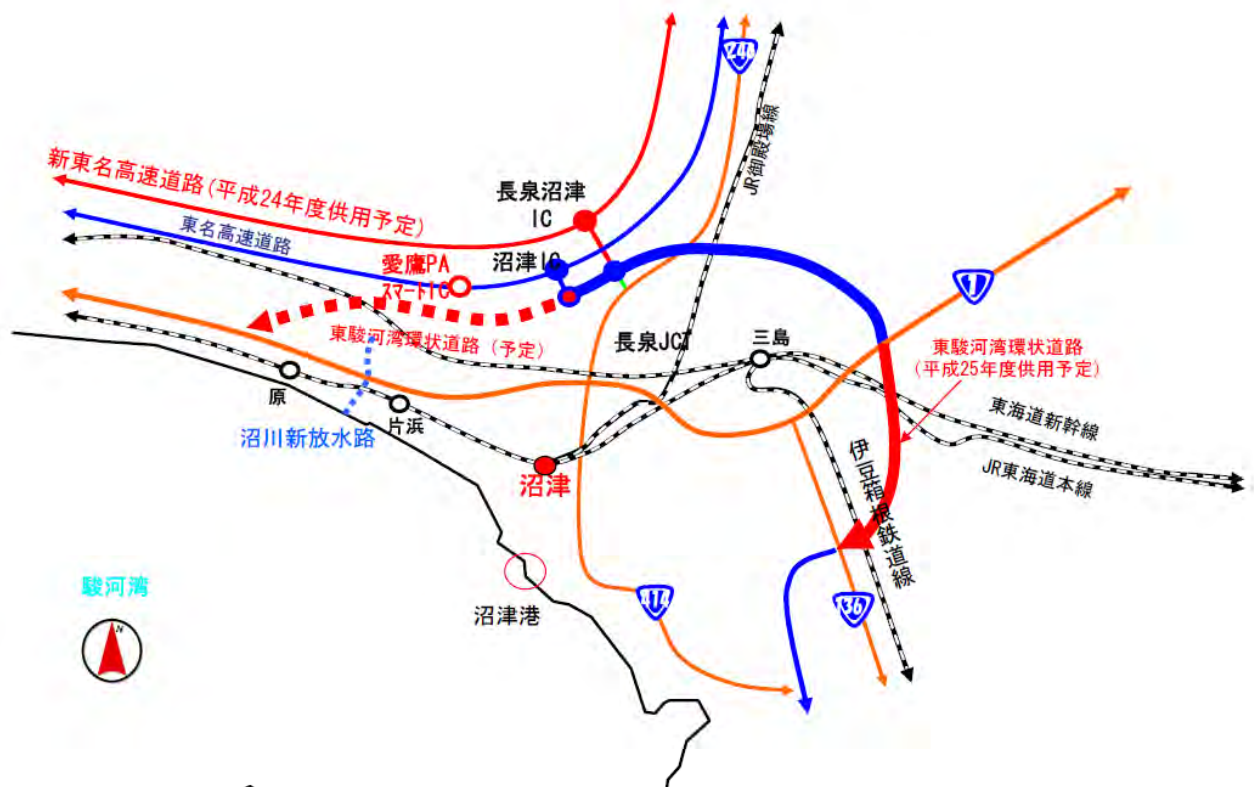 246
JR御殿場線
新東名高速道路(平成24年度供用予定)
長泉沼津
IC
東名高速道路
愛鷹PA
スマートIC
沼津IC
1
東駿河湾環状道路(予定)
長泉JCT
三島
東駿河湾環状道路
(平成25年度供用予定)
原
片浜
沼川新放水路
東海道新幹線
JR東海道本線
沼津
伊豆箱根鉄道線
駿河湾
N
沼津港
414
136